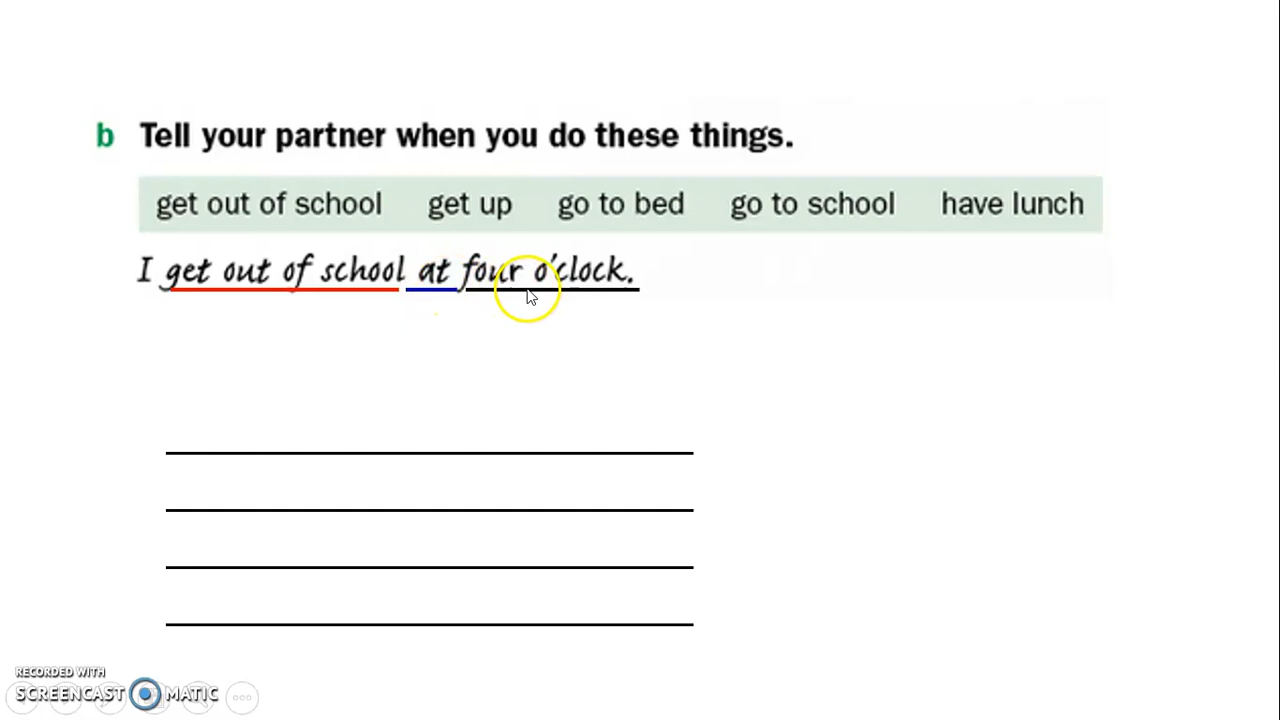 b Tell your partner when you do these things.
get out of school get up go to bed go to school have lunch
I get out of school at four o'clock.
RECORDED WITH
SCREENCAST MATIC